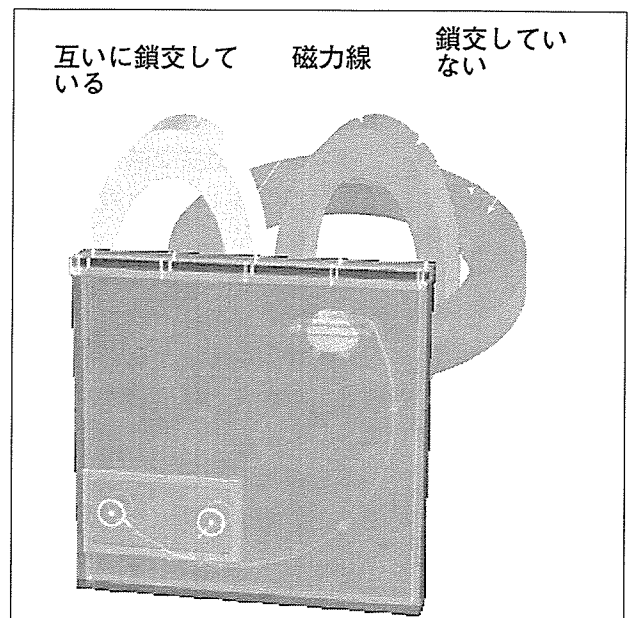 互いに鎖交して
いる
磁力線
鎖交してい
ない